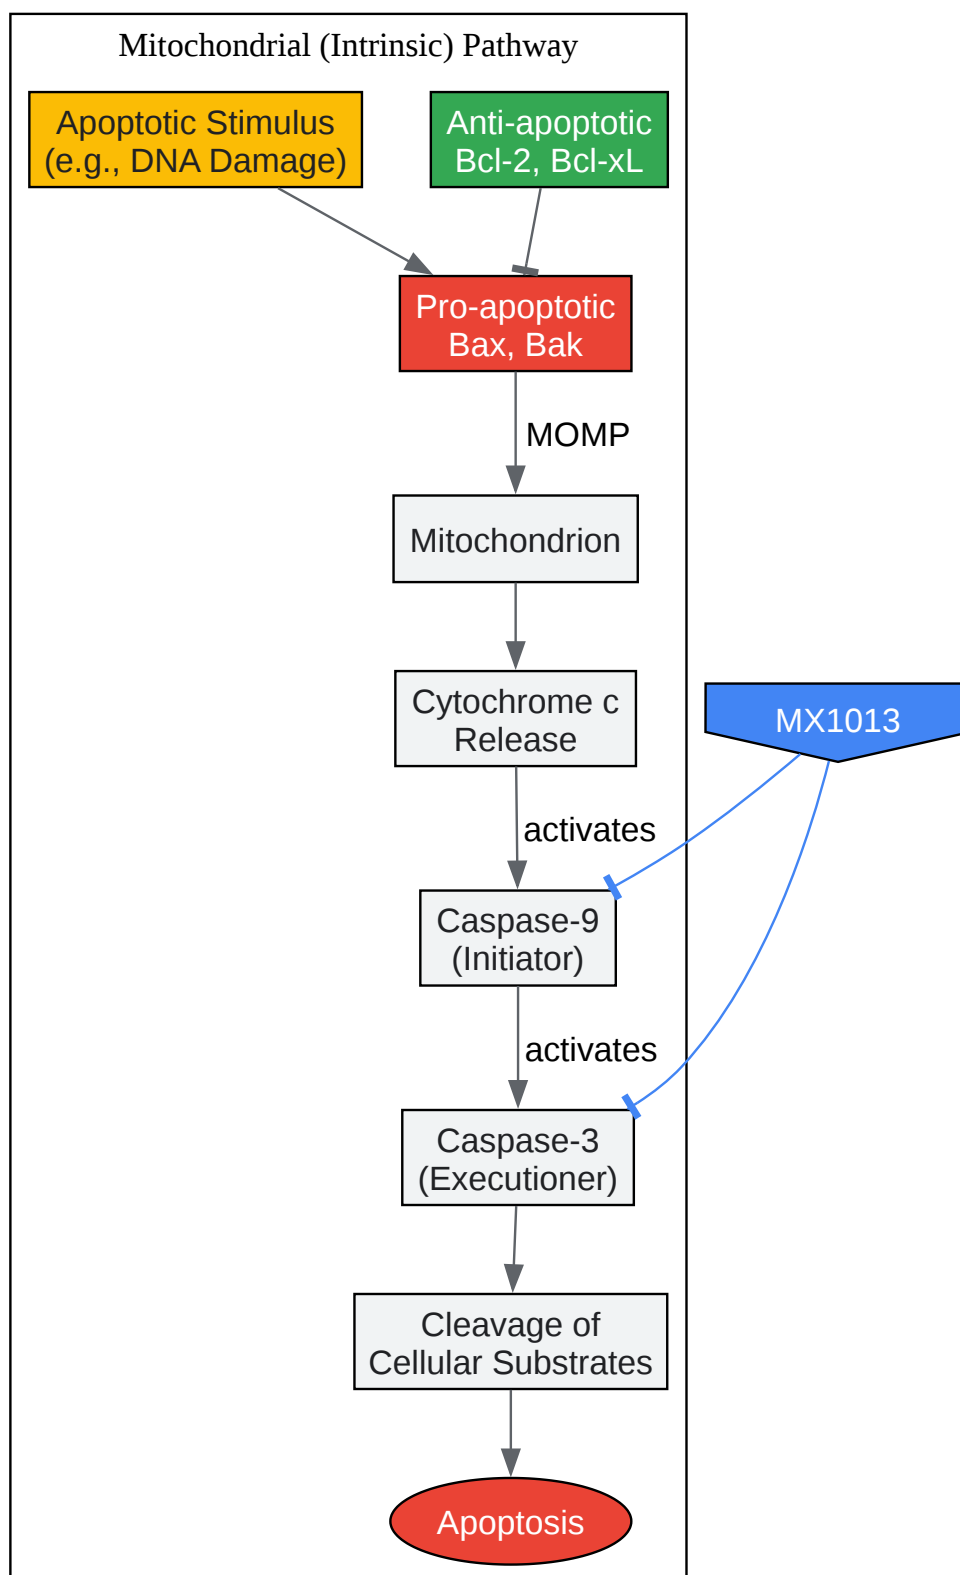 Mitochondrial (Intrinsic) Pathway
Apoptotic Stimulus
(e.g., DNA Damage)
Anti-apoptotic
Bcl-2, Bcl-xL
Pro-apoptotic
Bax, Bak
MOMP
Mitochondrion
Cytochrome c
Release
MX1013
activates
Caspase-9
(Initiator)
activates
Caspase-3
(Executioner)
Cleavage of
Cellular Substrates
Apoptosis